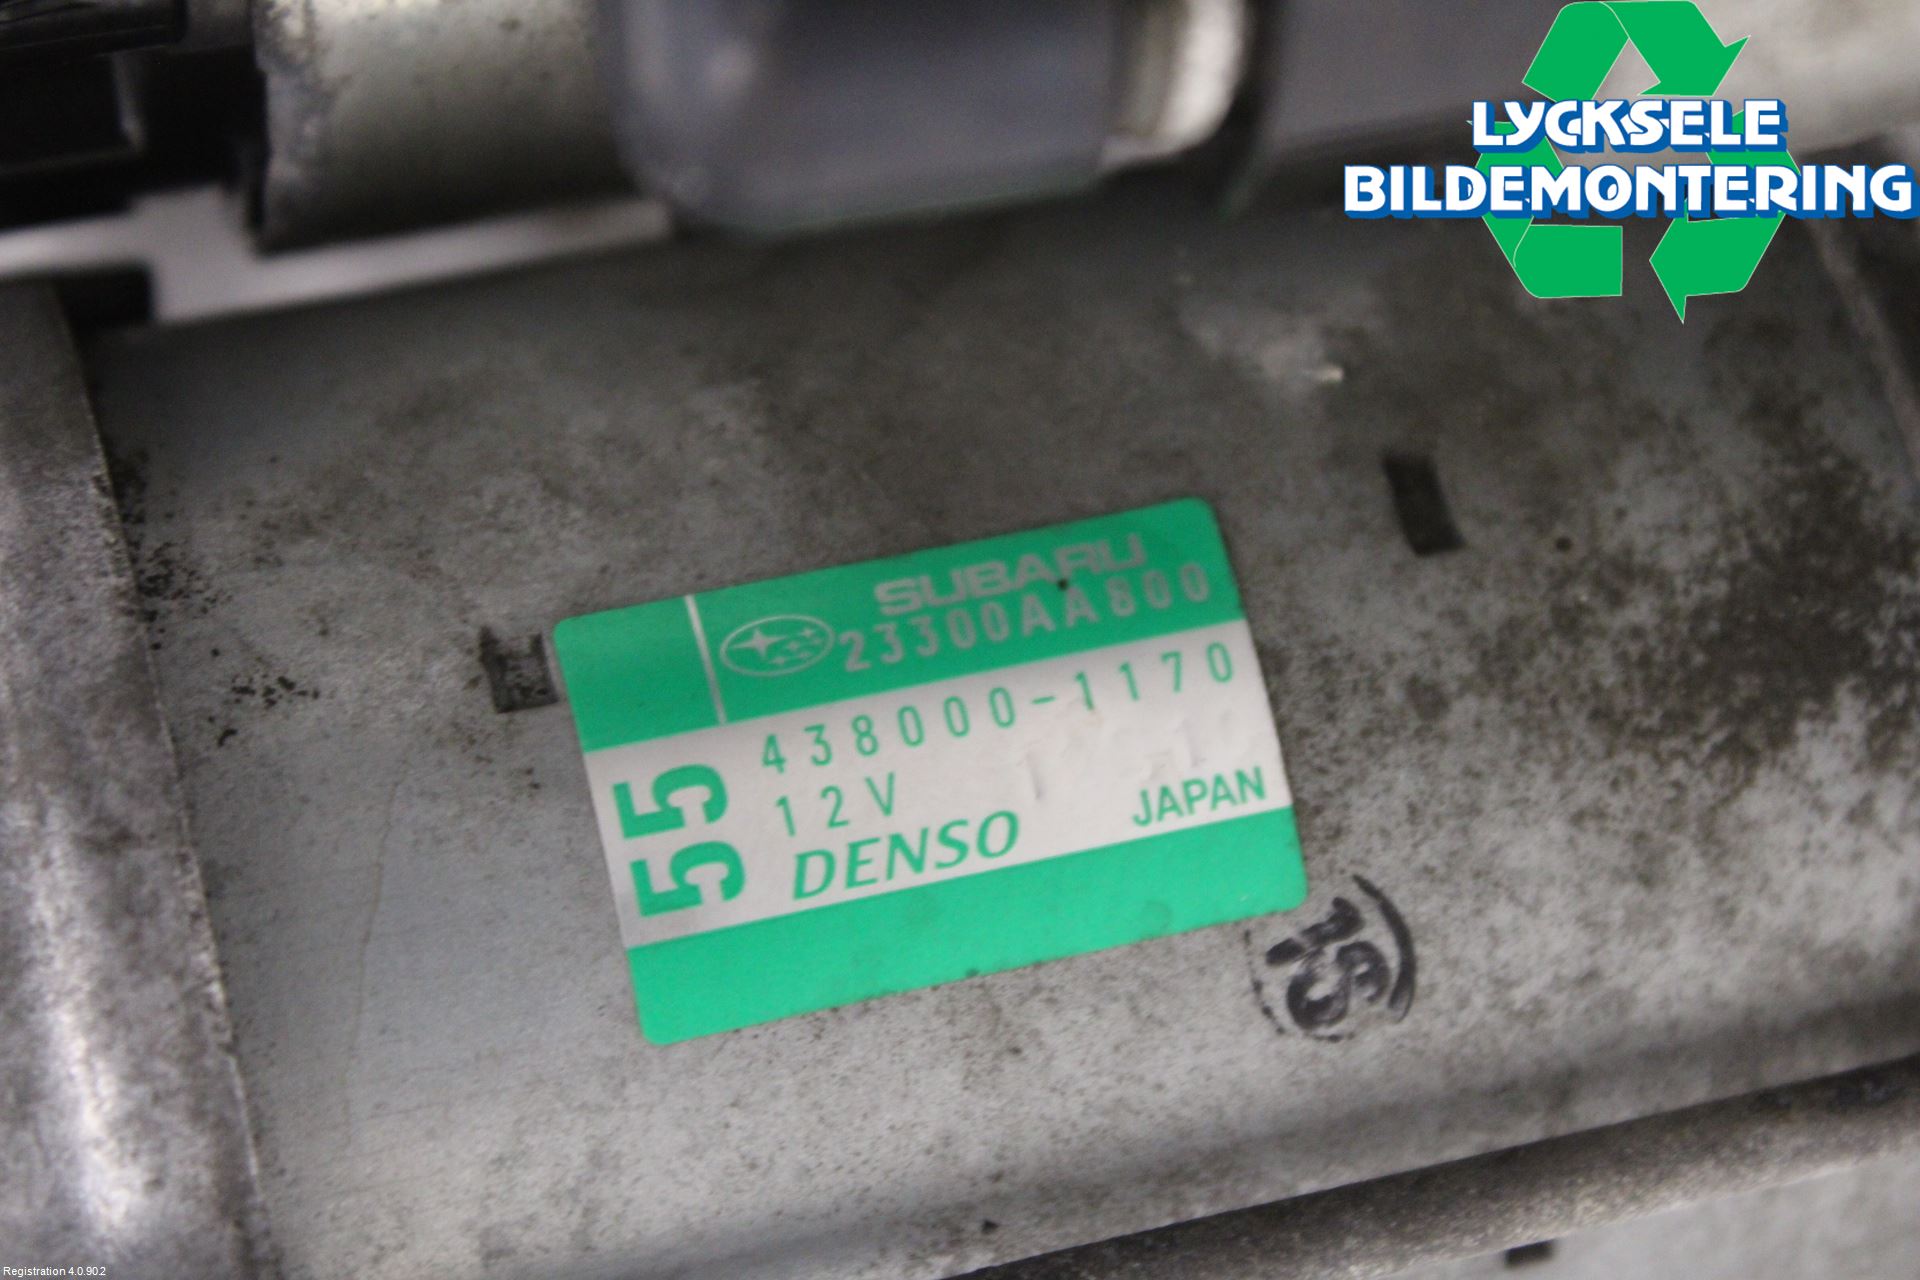 LYCKSELE
BILDEMONTERING
SUBARU
23300AA800
438000-1170
55
12V
DENSO
JAPAN
Registration 4.0.90.2